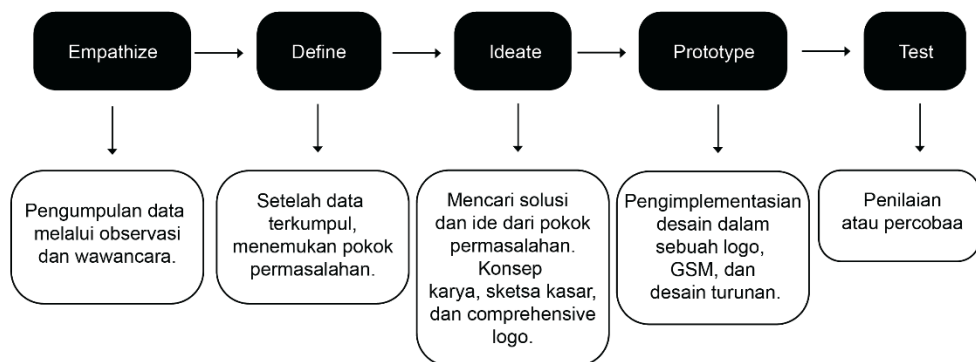 Empathize
Define
Ideate
Prototype
Test
Pengumpulan data
melalui observasi
dan wawancara.
Setelah data
terkumpul,
menemukan pokok
permasalahan.
Mencari solusi
dan ide dari pokok
permasalahan.
Konsep
karya, sketsa kasar,
dan comprehensive
logo.
Pengimplementasian
desain dalam
sebuah logo,
GSM, dan
desain turunan.
Penilaian
atau percobaa